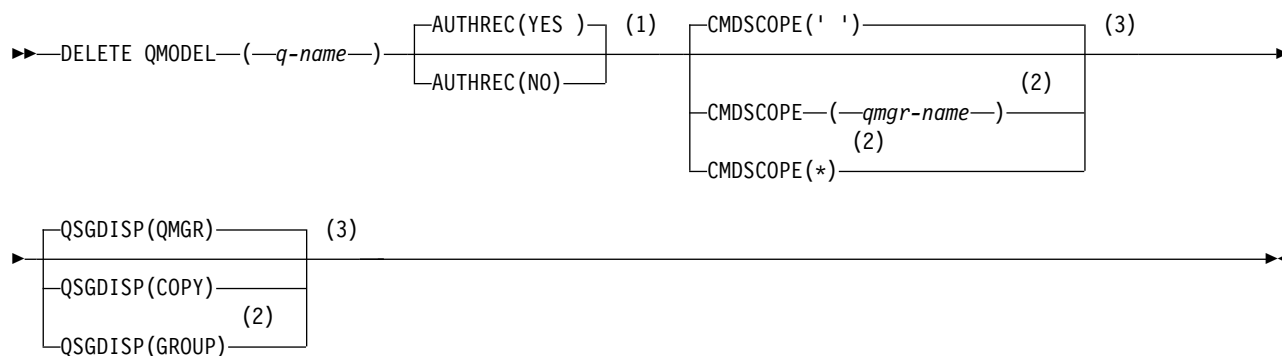 AUTHREC(YES ) (1) CMDSCOPE(' ') (3)
DELETE QMODEL ( q-name )
AUTHREC(NO) (2)
CMDSCOPE ( qmgr-name )
(2)
CMDSCOPE(*)
QSGDISP(QMGR) (3)
QSGDISP(COPY)
(2)
QSGDISP(GROUP)